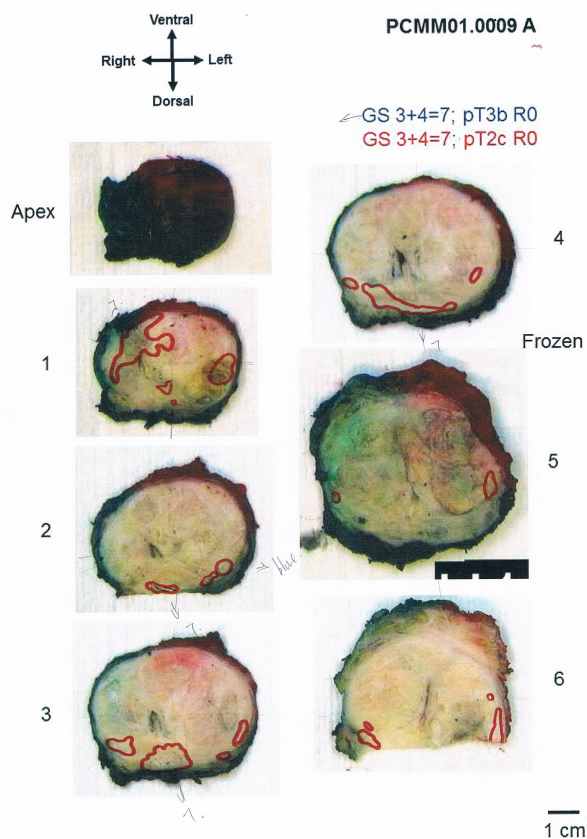 PCMM01.0009 A
Ventral
Right
Left
Dorsal
GS 3+4=7; pT3b R0
GS 3+4=7; pT2c R0
Apex
4
Frozen
1
5
2
blue
3
6
1 cm